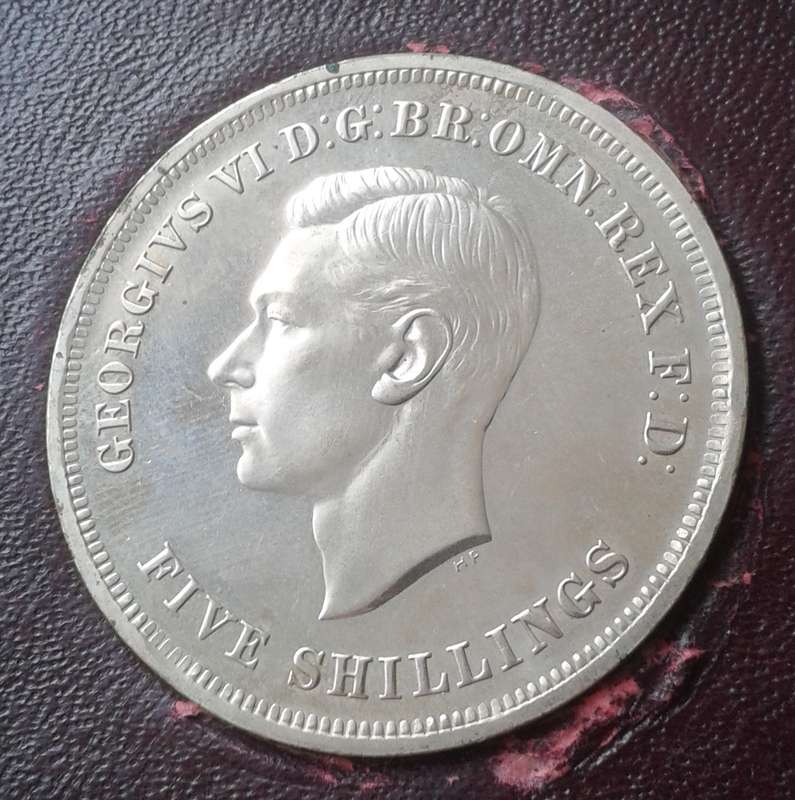 GEORGIVS VI D:G:BR:OMN:REX F:D:
HP
FIVE SHILLINGS